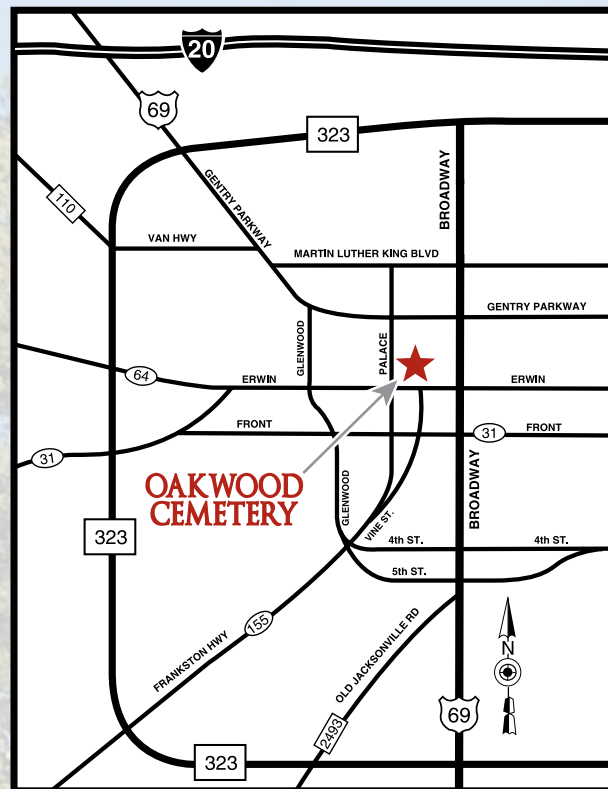 20
69
323
110
GENTRY PARKWAY
BROADWAY
VAN HWY
MARTIN LUTHER KING BLVD
GENTRY PARKWAY
GLENWOOD
PALACE
64
ERWIN
ERWIN
FRONT
31
FRONT
31
OAKWOOD
CEMETERY
GLENWOOD
BROADWAY
323
VINE ST.
4th ST.
4th ST.
5th ST.
155
FRANKSTON HWY
OLD JACKSONVILLE RD
N
69
2493
323